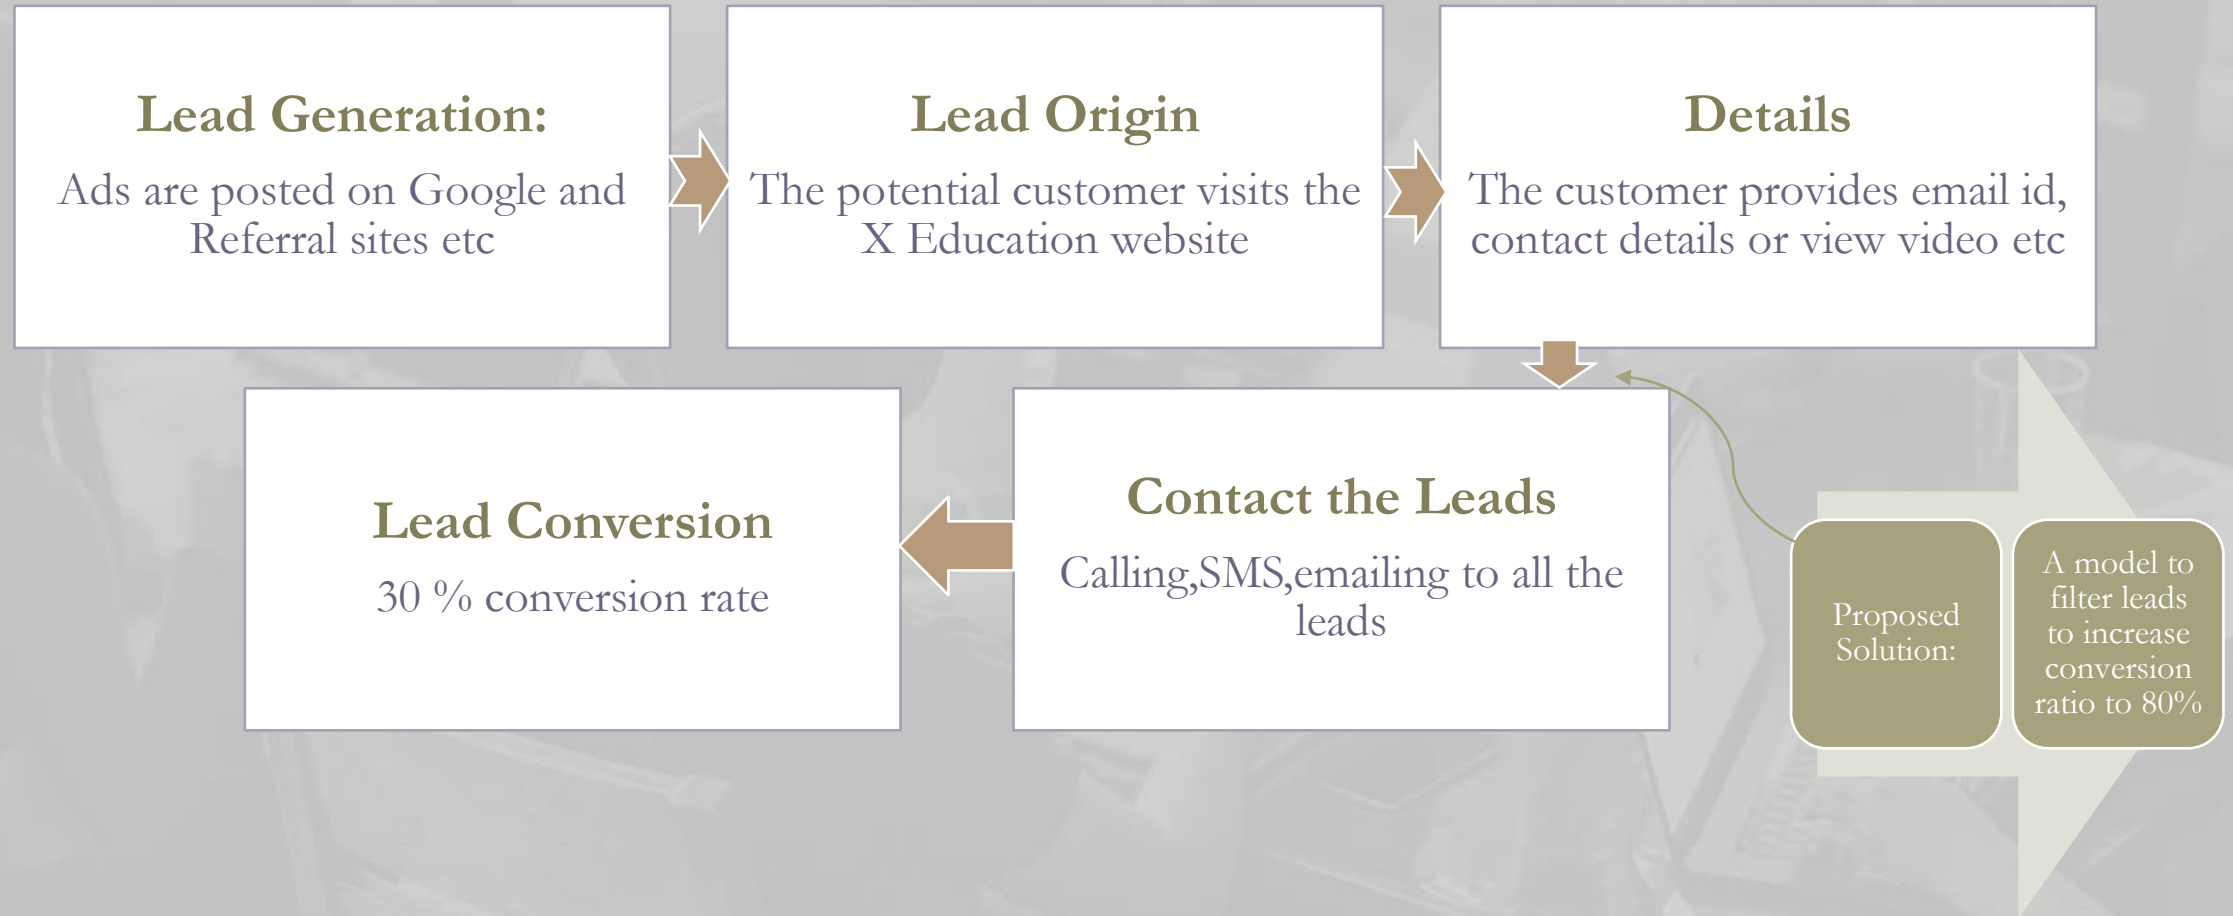 Lead Generation:
Ads are posted on Google and
Referral sites etc
Lead Origin
The potential customer visits the
X Education website
Details
The customer provides email id,
contact details or view video etc
Contact the Leads
Calling,SMS,emailing to all the
leads
Lead Conversion
30 % conversion rate
Proposed
Solution:
A model to
filter leads
to increase
conversion
ratio to 80%